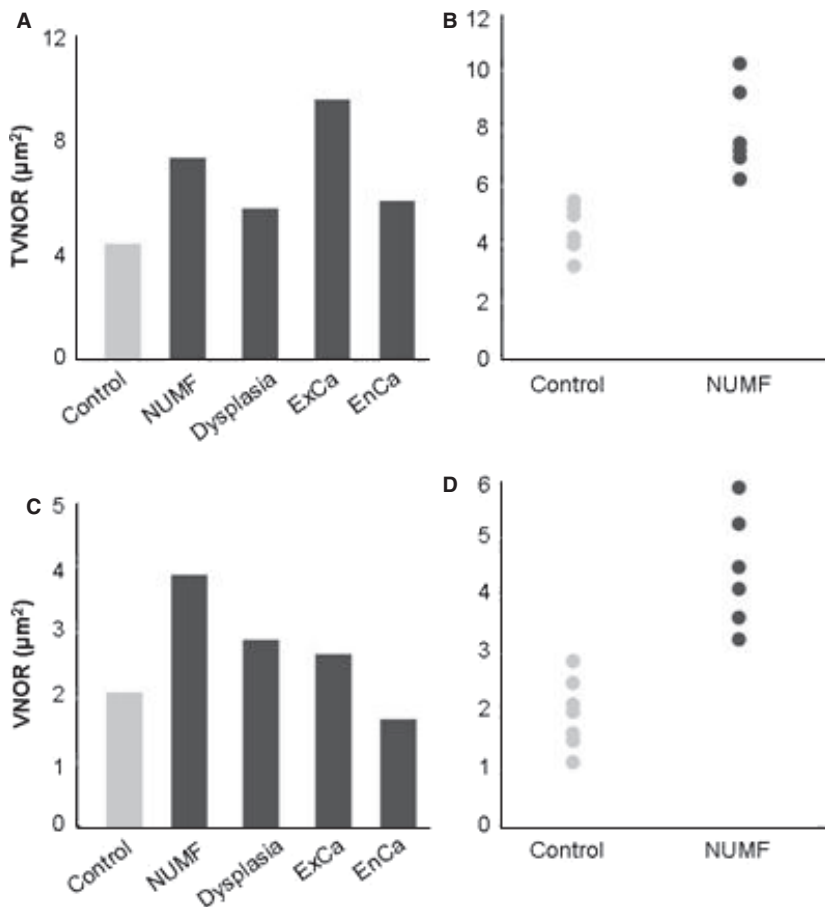 A
TVNOR (µm²)
12
8
4
0
Control
NUMF
Dysplasia
ExCa
EnCa
B
12
10
8
6
4
2
0
Control
NUMF
C
VNOR (µm²)
5
4
3
2
1
0
Control
NUMF
Dysplasia
ExCa
EnCa
D
6
5
4
3
2
1
0
Control
NUMF